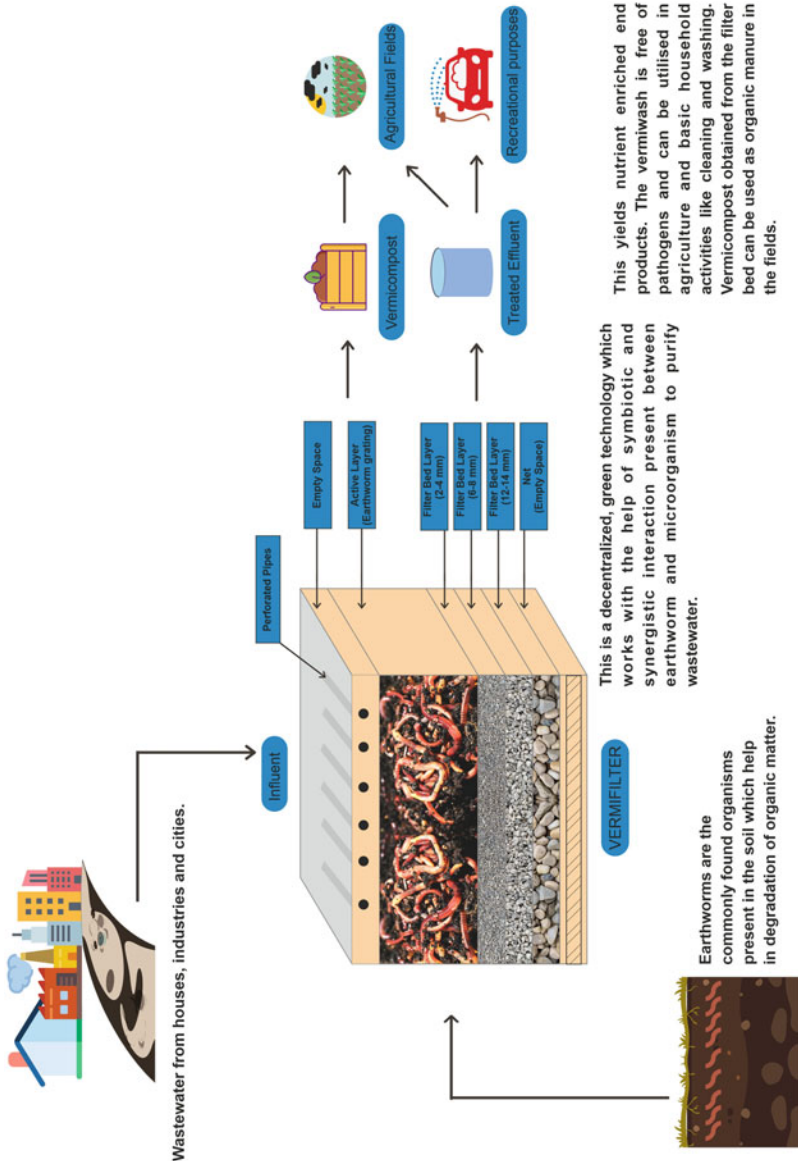 Wastewater from houses, industries and cities.
Influent
Perforated Pipes
Empty Space
Active Layer
(Earthworm grating)
Filter Bed Layer
(2-4 mm)
Filter Bed Layer
(6-8 mm)
Filter Bed Layer
(12-14 mm)
Net
(Empty Space)
Vermicompost
Agricultural Fields
Treated Effluent
Recreational purposes
VERMIFILTER
Earthworms are the
commonly found organisms
present in the soil which help
in degradation of organic matter.
This is a decentralized, green technology which
works with the help of symbiotic and
synergistic interaction present between
earthworm and microorganism to purify
wastewater.
This yields nutrient enriched end
products. The vermiwash is free of
pathogens and can be utilised in
agriculture and basic household
activities like cleaning and washing.
Vermicompost obtained from the filter
bed can be used as organic manure in
the fields.